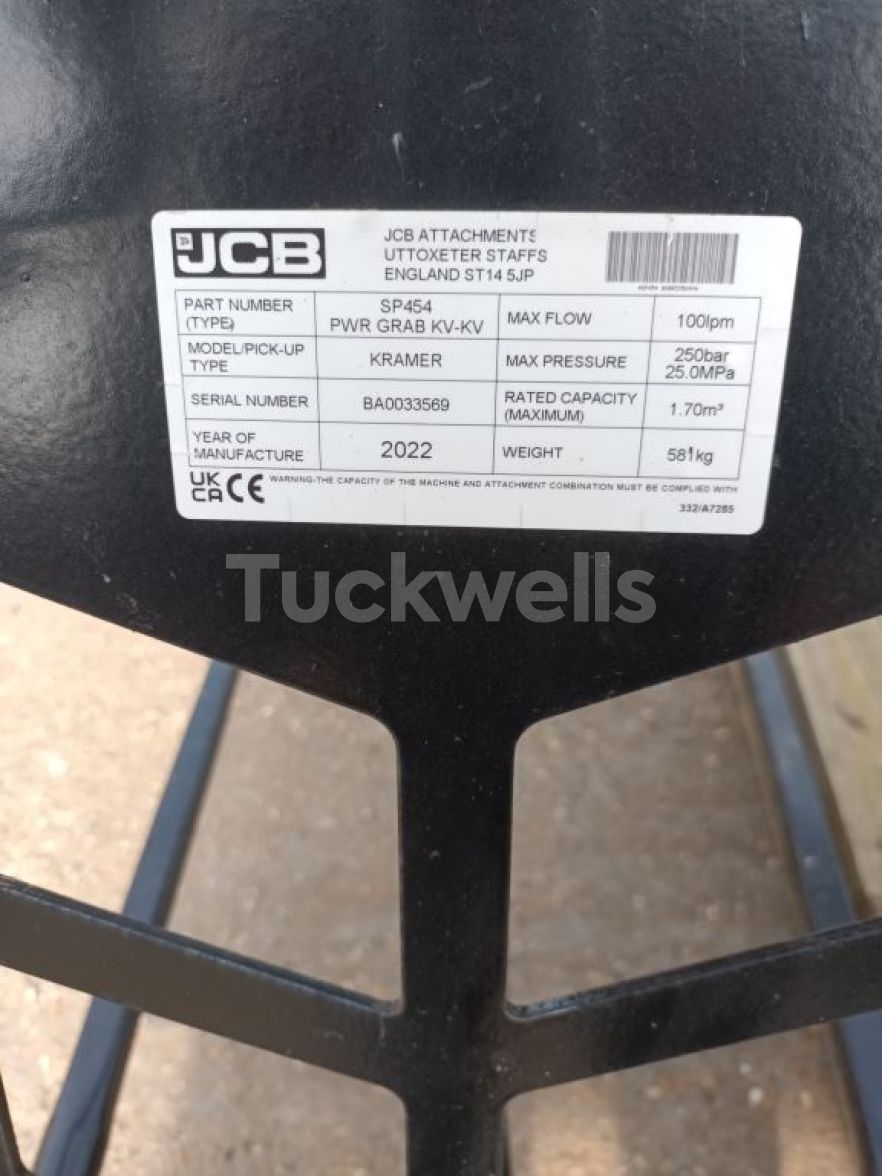 JCB
JCB ATTACHMENTS
UTTOXETER STAFFS
ENGLAND ST14 5JP
PART NUMBER
(TYPE)
SP454
PWR GRAB KV-KV
MAX FLOW
100lpm
MODEL/PICK-UP
TYPE
KRAMER
MAX PRESSURE
250bar
25.0MPa
SERIAL NUMBER
BA0033569
RATED CAPACITY
(MAXIMUM)
1.70m³
YEAR OF
MANUFACTURE
2022
WEIGHT
581kg
UK
CA CE
WARNING-THE CAPACITY OF THE MACHINE AND ATTACHMENT COMBINATION MUST BE COMPLIED WITH
332/A7285
Tuckwells